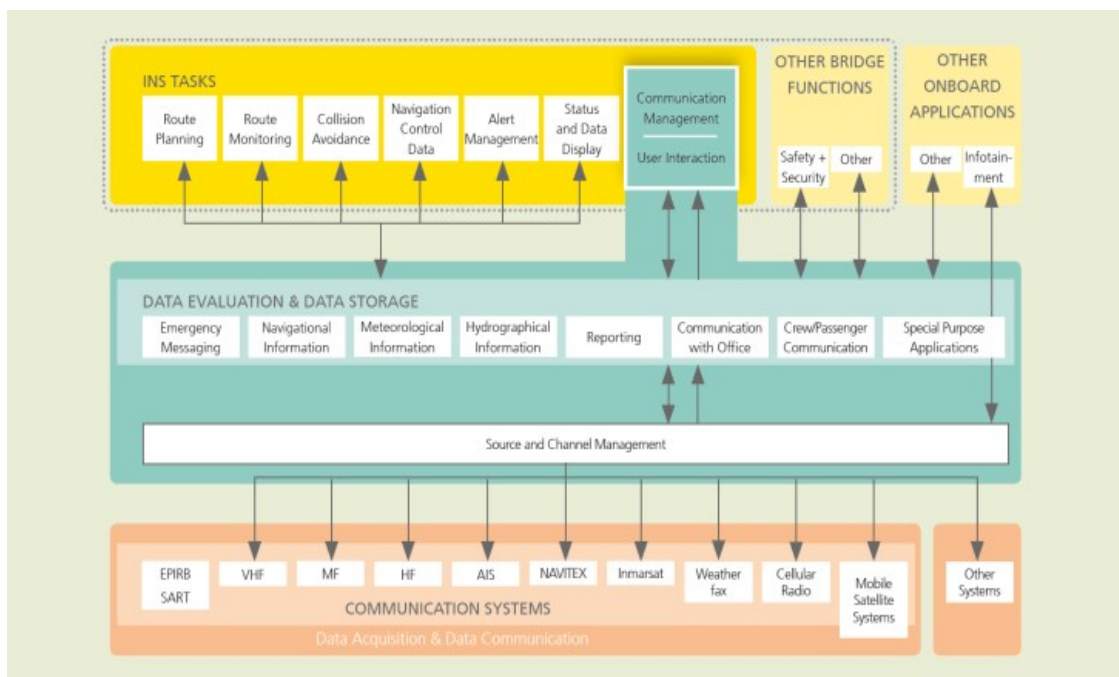 INS TASKS
Route
Planning
Route
Monitoring
Collision
Avoidance
Navigation
Control
Data
Alert
Management
Status
and Data
Display
Communication
Management
User Interaction
OTHER BRIDGE
FUNCTIONS
Safety +
Security
Other
OTHER
ONBOARD
APPLICATIONS
Other
Infotain-
ment
DATA EVALUATION & DATA STORAGE
Emergency
Messaging
Navigational
Information
Meteorological
Information
Hydrographical
Information
Reporting
Communication
with Office
Crew/Passenger
Communication
Special Purpose
Applications
Source and Channel Management
EPIRB
SART
VHF
MF
HF
AIS
NAVITEX
Inmarsat
Weather
fax
Cellular
Radio
Mobile
Satellite
Systems
Other
Systems
COMMUNICATION SYSTEMS
Data Acquisition & Data Communication